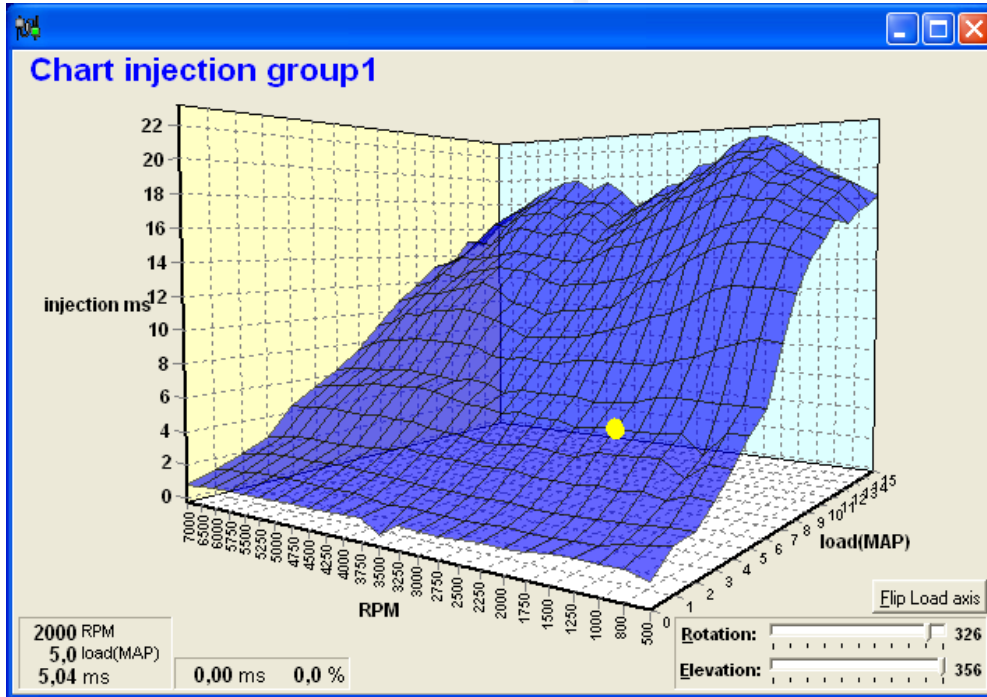 Chart injection group1
22
20
18
16
14
injection ms 12
10
8
6
4
2
0
7000 6500 6000 5750 5500 5250 5000 4750 4500 4250 4000 3750 3500 3250 3000 2750 2500 2250 2000 1750 1500 1250 1000 800 500
RPM
0 1 2 3 4 5 6 7 8 9 10 11 12 13 14 15
load(MAP)
Flip Load axis
2000 RPM
5,0 load(MAP)
5,04 ms
0,00 ms 0,0 %
Rotation: 326
Elevation: 356